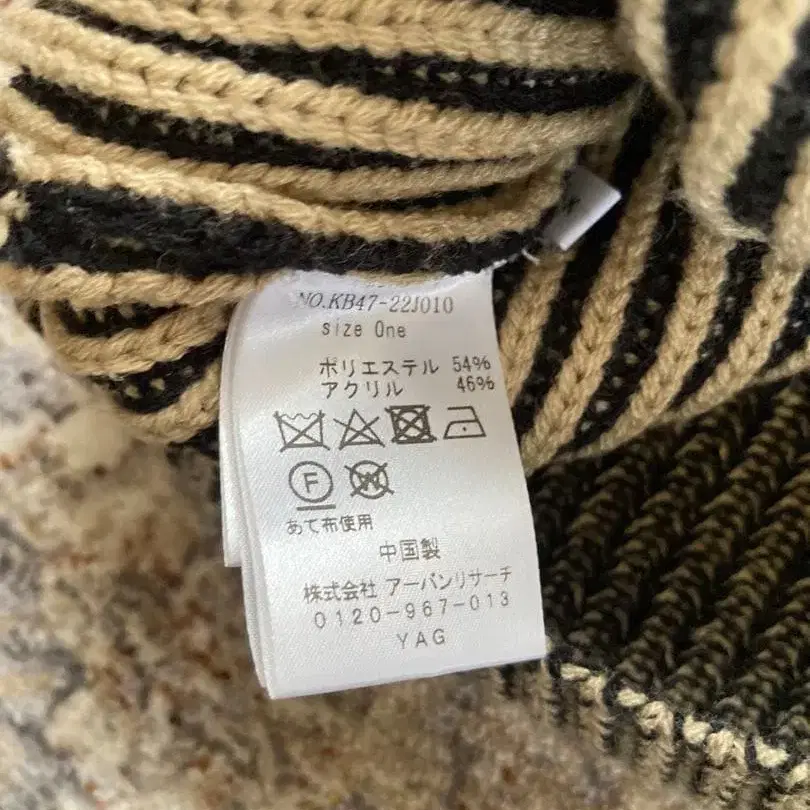 NO.KB47-22J010
size One
ポリエステル 54%
アクリル 46%
F W
あて布使用
中国製
株式会社 アーバンリサーチ
0120-967-013
YAG